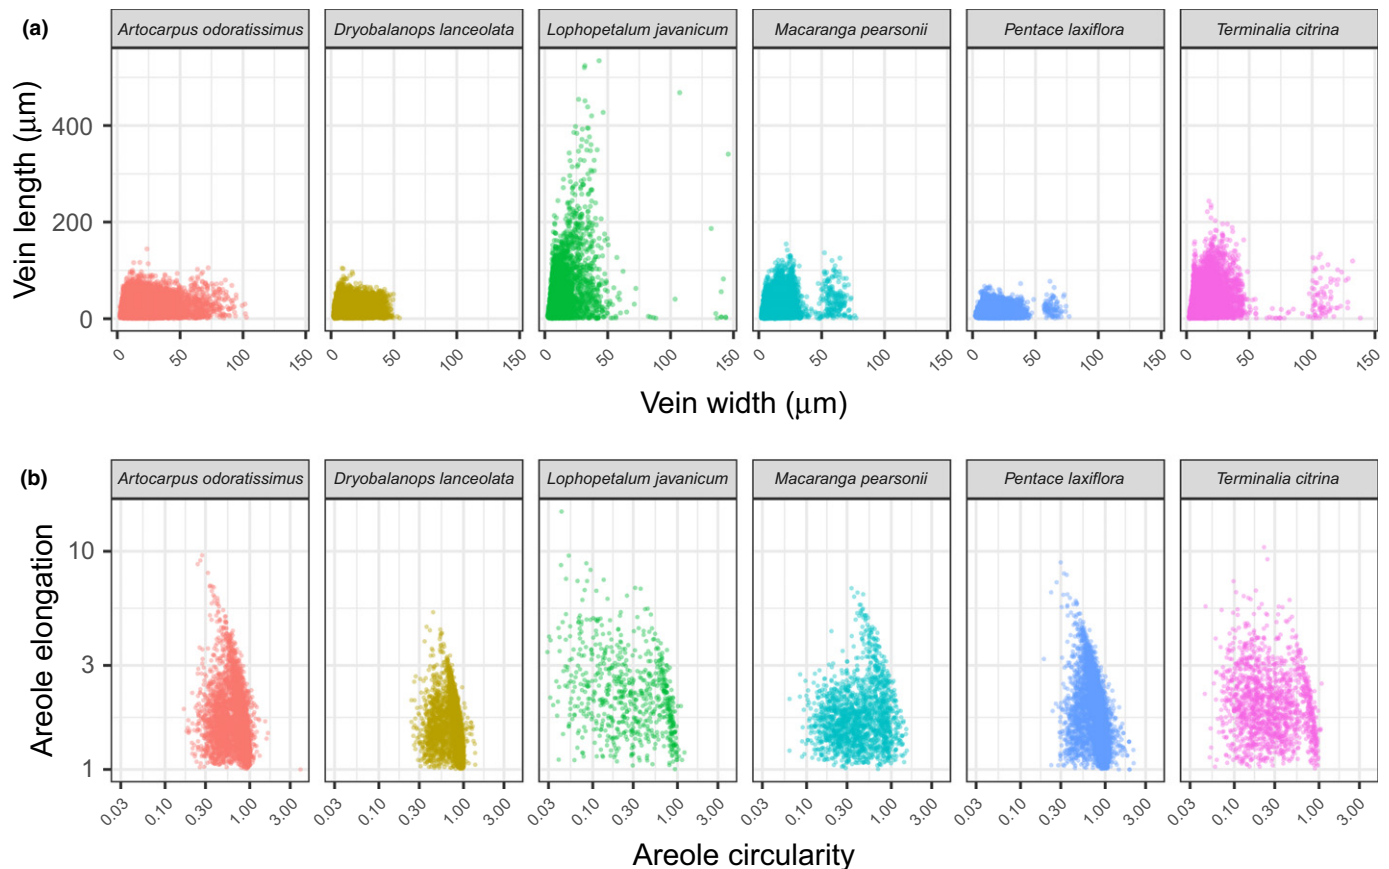 (a)
Artocarpus odoratissimus Dryobalanops lanceolata Lophopetalum javanicum Macaranga pearsonii Pentace laxiflora Terminalia citrina
Vein length (μm)
400
200
0
0 50 100 150 0 50 100 150 0 50 100 150 0 50 100 150 0 50 100 150 0 50 100 150
Vein width (μm)
(b)
Artocarpus odoratissimus Dryobalanops lanceolata Lophopetalum javanicum Macaranga pearsonii Pentace laxiflora Terminalia citrina
Areole elongation
10
3
1
0.03 0.10 0.30 1.00 3.00 0.03 0.10 0.30 1.00 3.00 0.03 0.10 0.30 1.00 3.00 0.03 0.10 0.30 1.00 3.00 0.03 0.10 0.30 1.00 3.00 0.03 0.10 0.30 1.00 3.00
Areole circularity